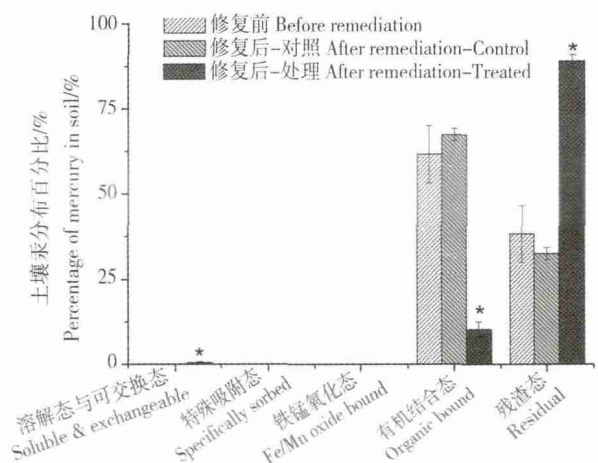 土壤汞分布百分比/%
Percentage of mercury in soil/%
100
75
50
25
0
修复前 Before remediation
修复后-对照 After remediation-Control
修复后-处理 After remediation-Treated
*
*
*
溶解态与可交换态
Soluble & exchangeable
特殊吸附态
Specifically sorbed
铁锰氧化态
Fe/Mn oxide bound
有机结合态
Organic bound
残渣态
Residual